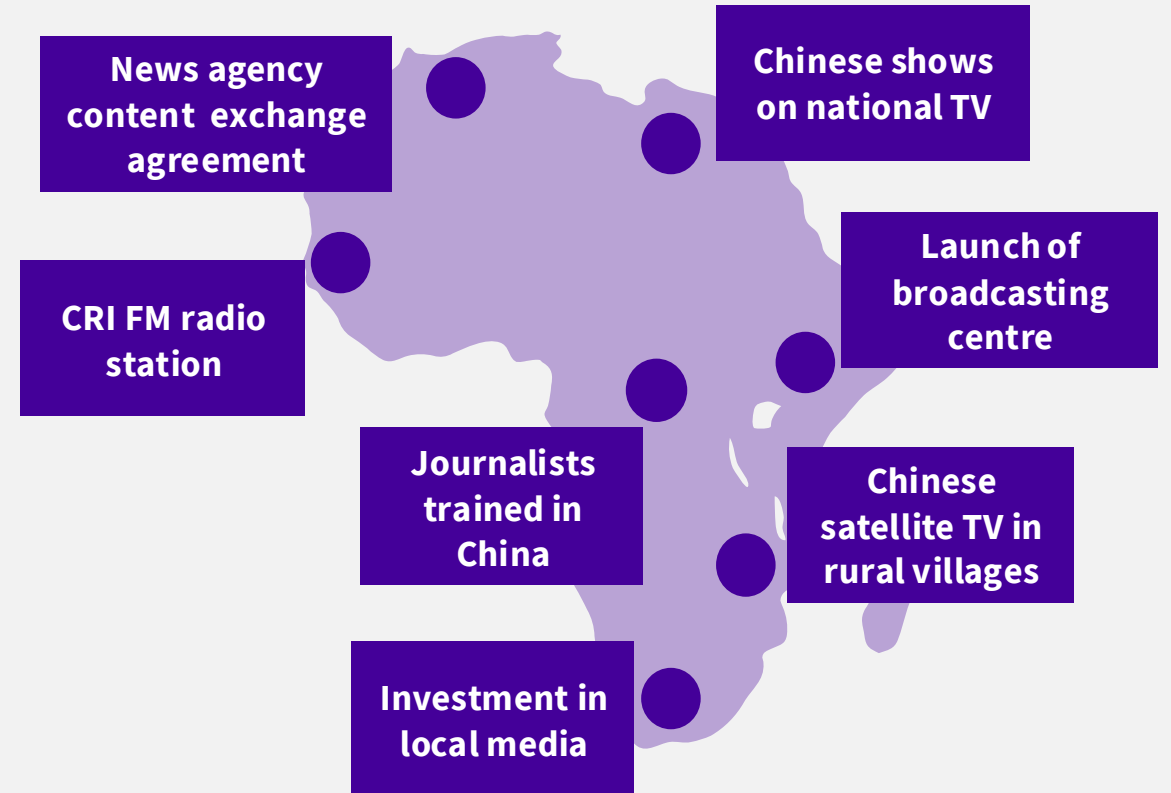 News agency
content exchange
agreement
Chinese shows
on national TV
Launch of
broadcasting
centre
CRI FM radio
station
Journalists
trained in
China
Chinese
satellite TV in
rural villages
Investment in
local media